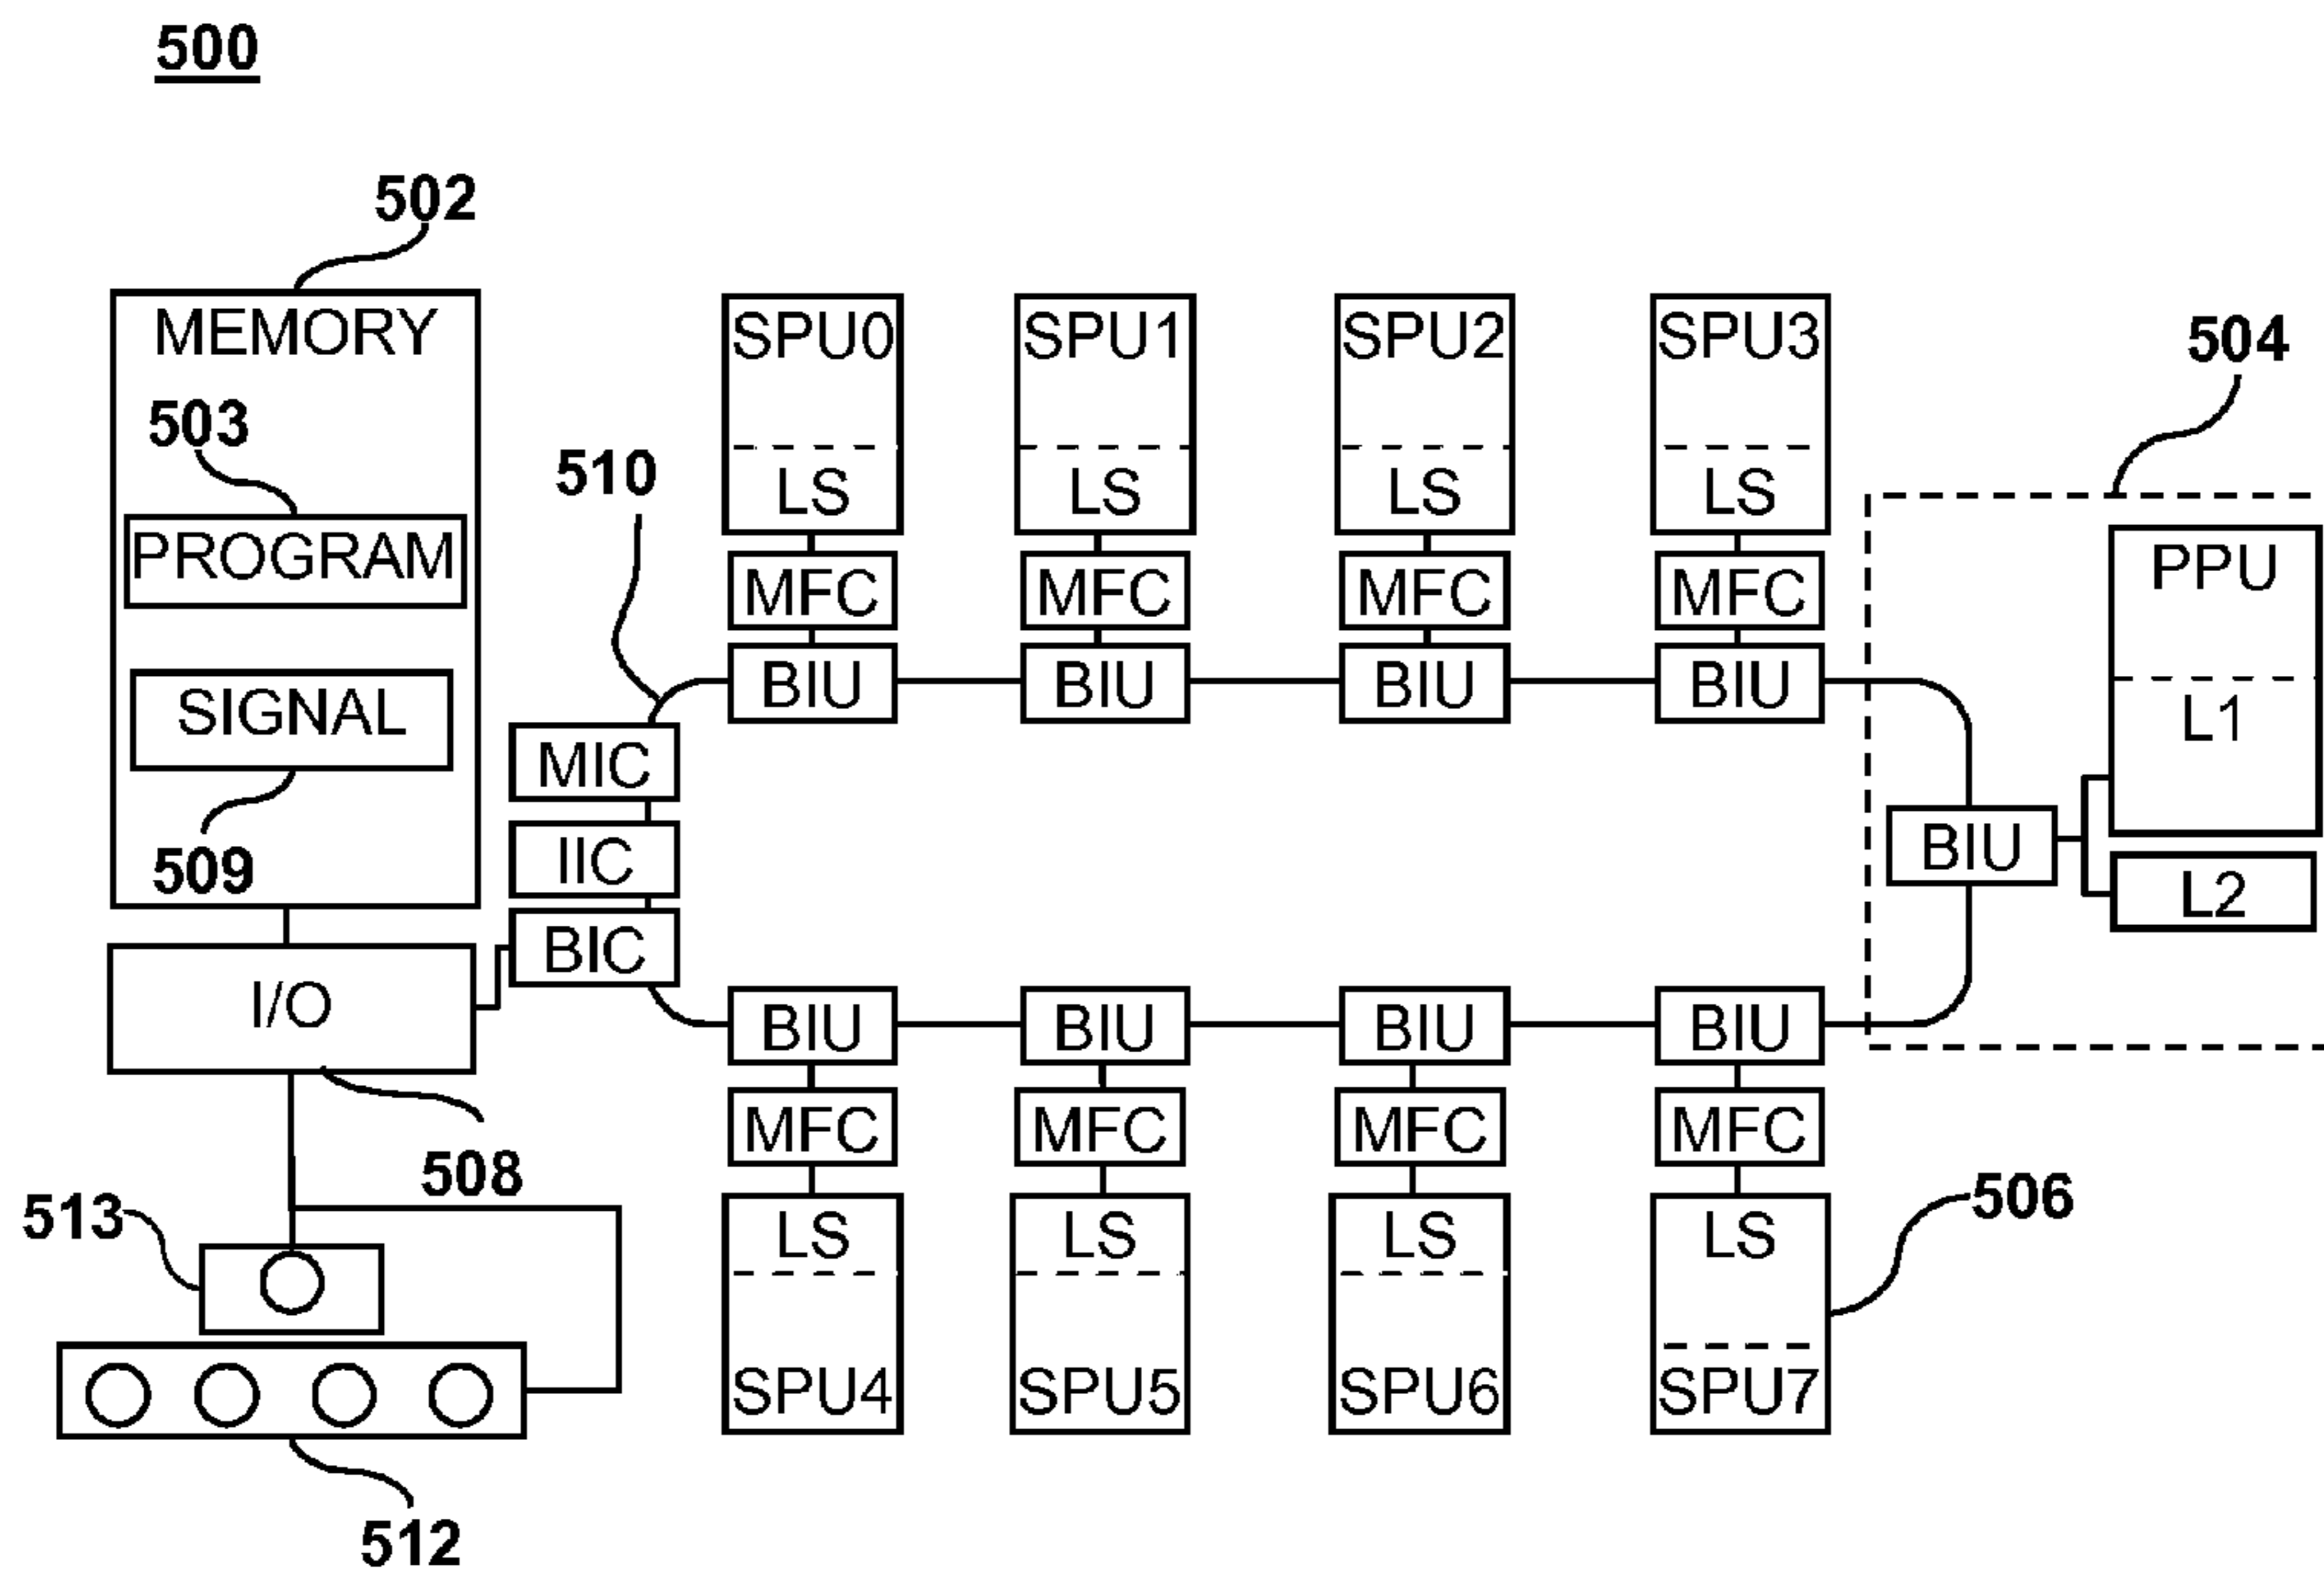 500
502
MEMORY
503
PROGRAM
SIGNAL
509
I/O
508
513
512
510
MIC
IIC
BIC
SPU0 SPU1 SPU2 SPU3
LS LS LS LS
MFC MFC MFC MFC
BIU BIU BIU BIU
504
PPU
L1
BIU
L2
BIU BIU BIU BIU
MFC MFC MFC MFC
LS LS LS LS
SPU4 SPU5 SPU6 SPU7
506